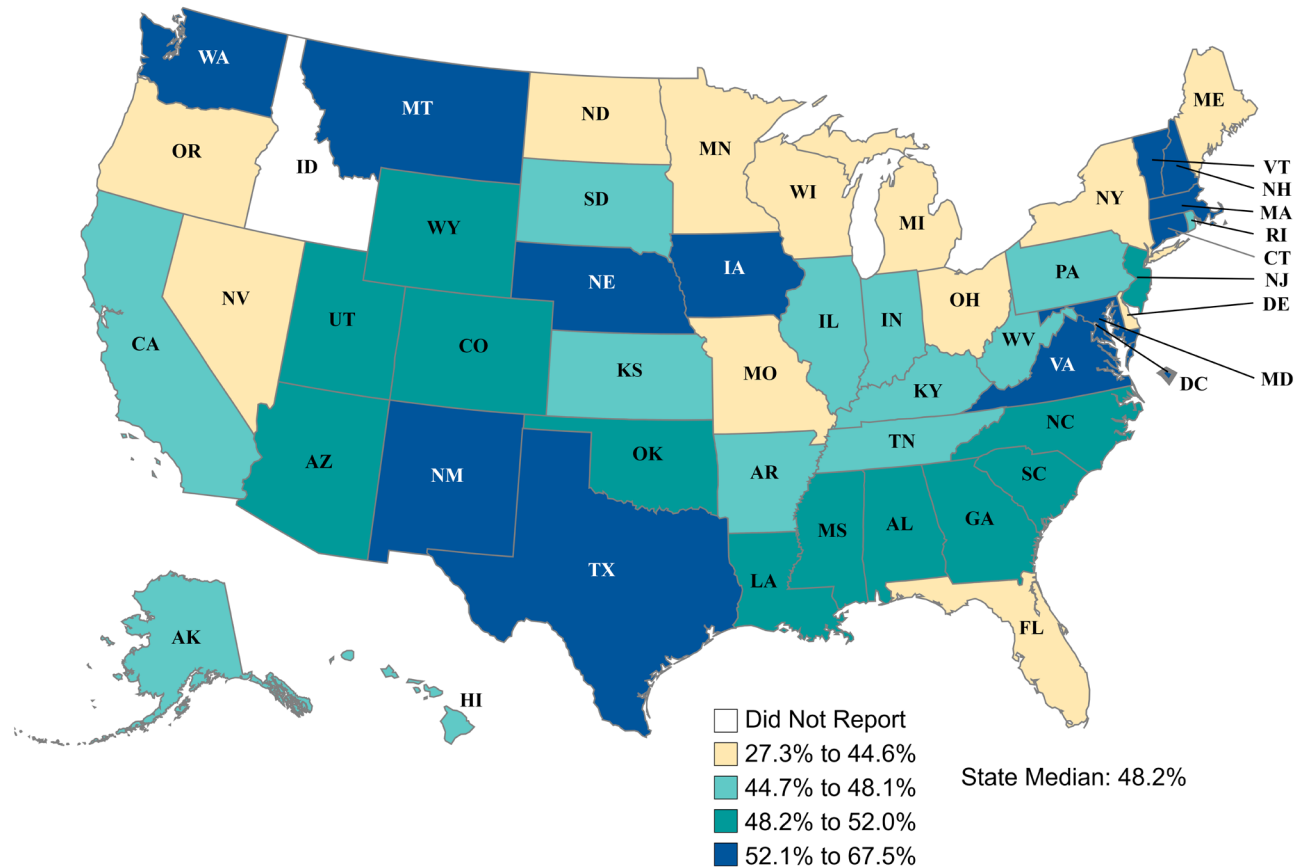 WA
MT
ND
ME
MN
OR
ID
VT
NH
WI
SD
NY
MA
MI
WY
RI
CT
IA
PA
NJ
NE
OH
NV
DE
UT
IL
IN
CO
WV
CA
VA
KS
MO
MD
DC
KY
NC
TN
OK
AZ
NM
AR
SC
GA
AL
MS
TX
LA
FL
AK
HI
Did Not Report
27.3% to 44.6%
44.7% to 48.1%
State Median: 48.2%
48.2% to 52.0%
52.1% to 67.5%